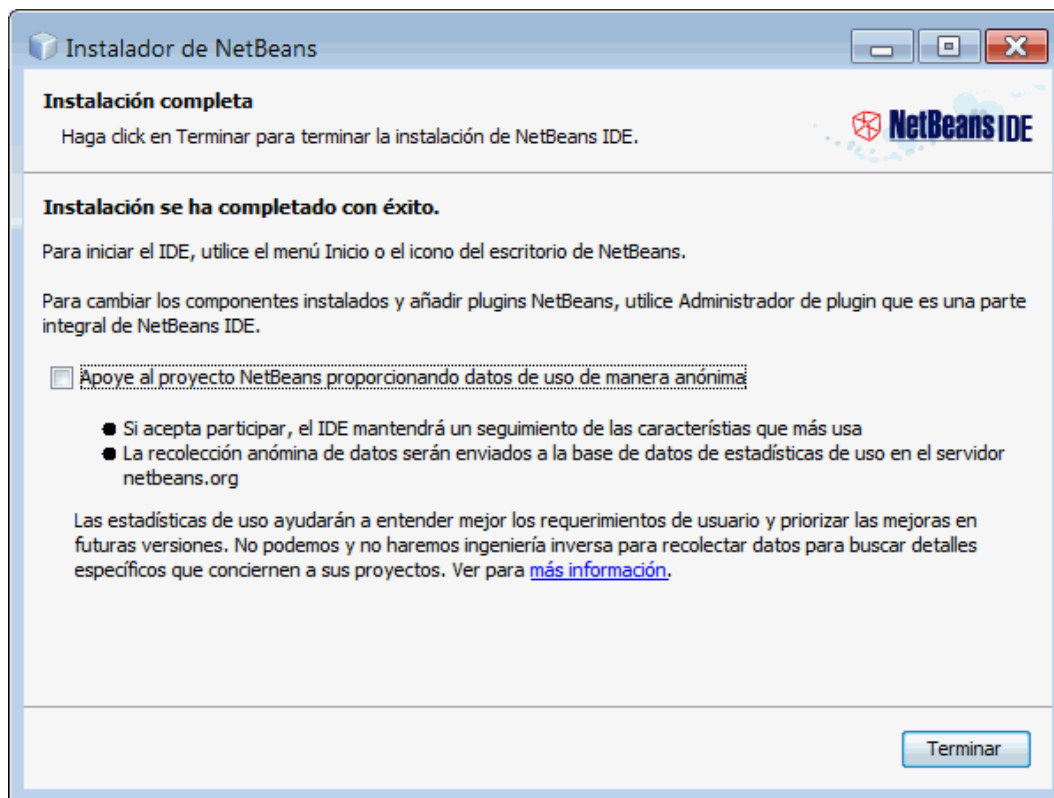 Instalador de NetBeans
Instalación completa
Haga click en Terminar para terminar la instalación de NetBeans IDE.
NetBeans IDE
Instalación se ha completado con éxito.
Para iniciar el IDE, utilice el menú Inicio o el icono del escritorio de NetBeans.
Para cambiar los componentes instalados y añadir plugins NetBeans, utilice Administrador de plugin que es una parte
integral de NetBeans IDE.
Apoye al proyecto NetBeans proporcionando datos de uso de manera anónima
Si acepta participar, el IDE mantendrá un seguimiento de las característias que más usa
La recolección anómina de datos serán enviados a la base de datos de estadísticas de uso en el servidor
netbeans.org
Las estadísticas de uso ayudarán a entender mejor los requerimientos de usuario y priorizar las mejoras en
futuras versiones. No podemos y no haremos ingeniería inversa para recolectar datos para buscar detalles
específicos que conciernen a sus proyectos. Ver para más información.
Terminar